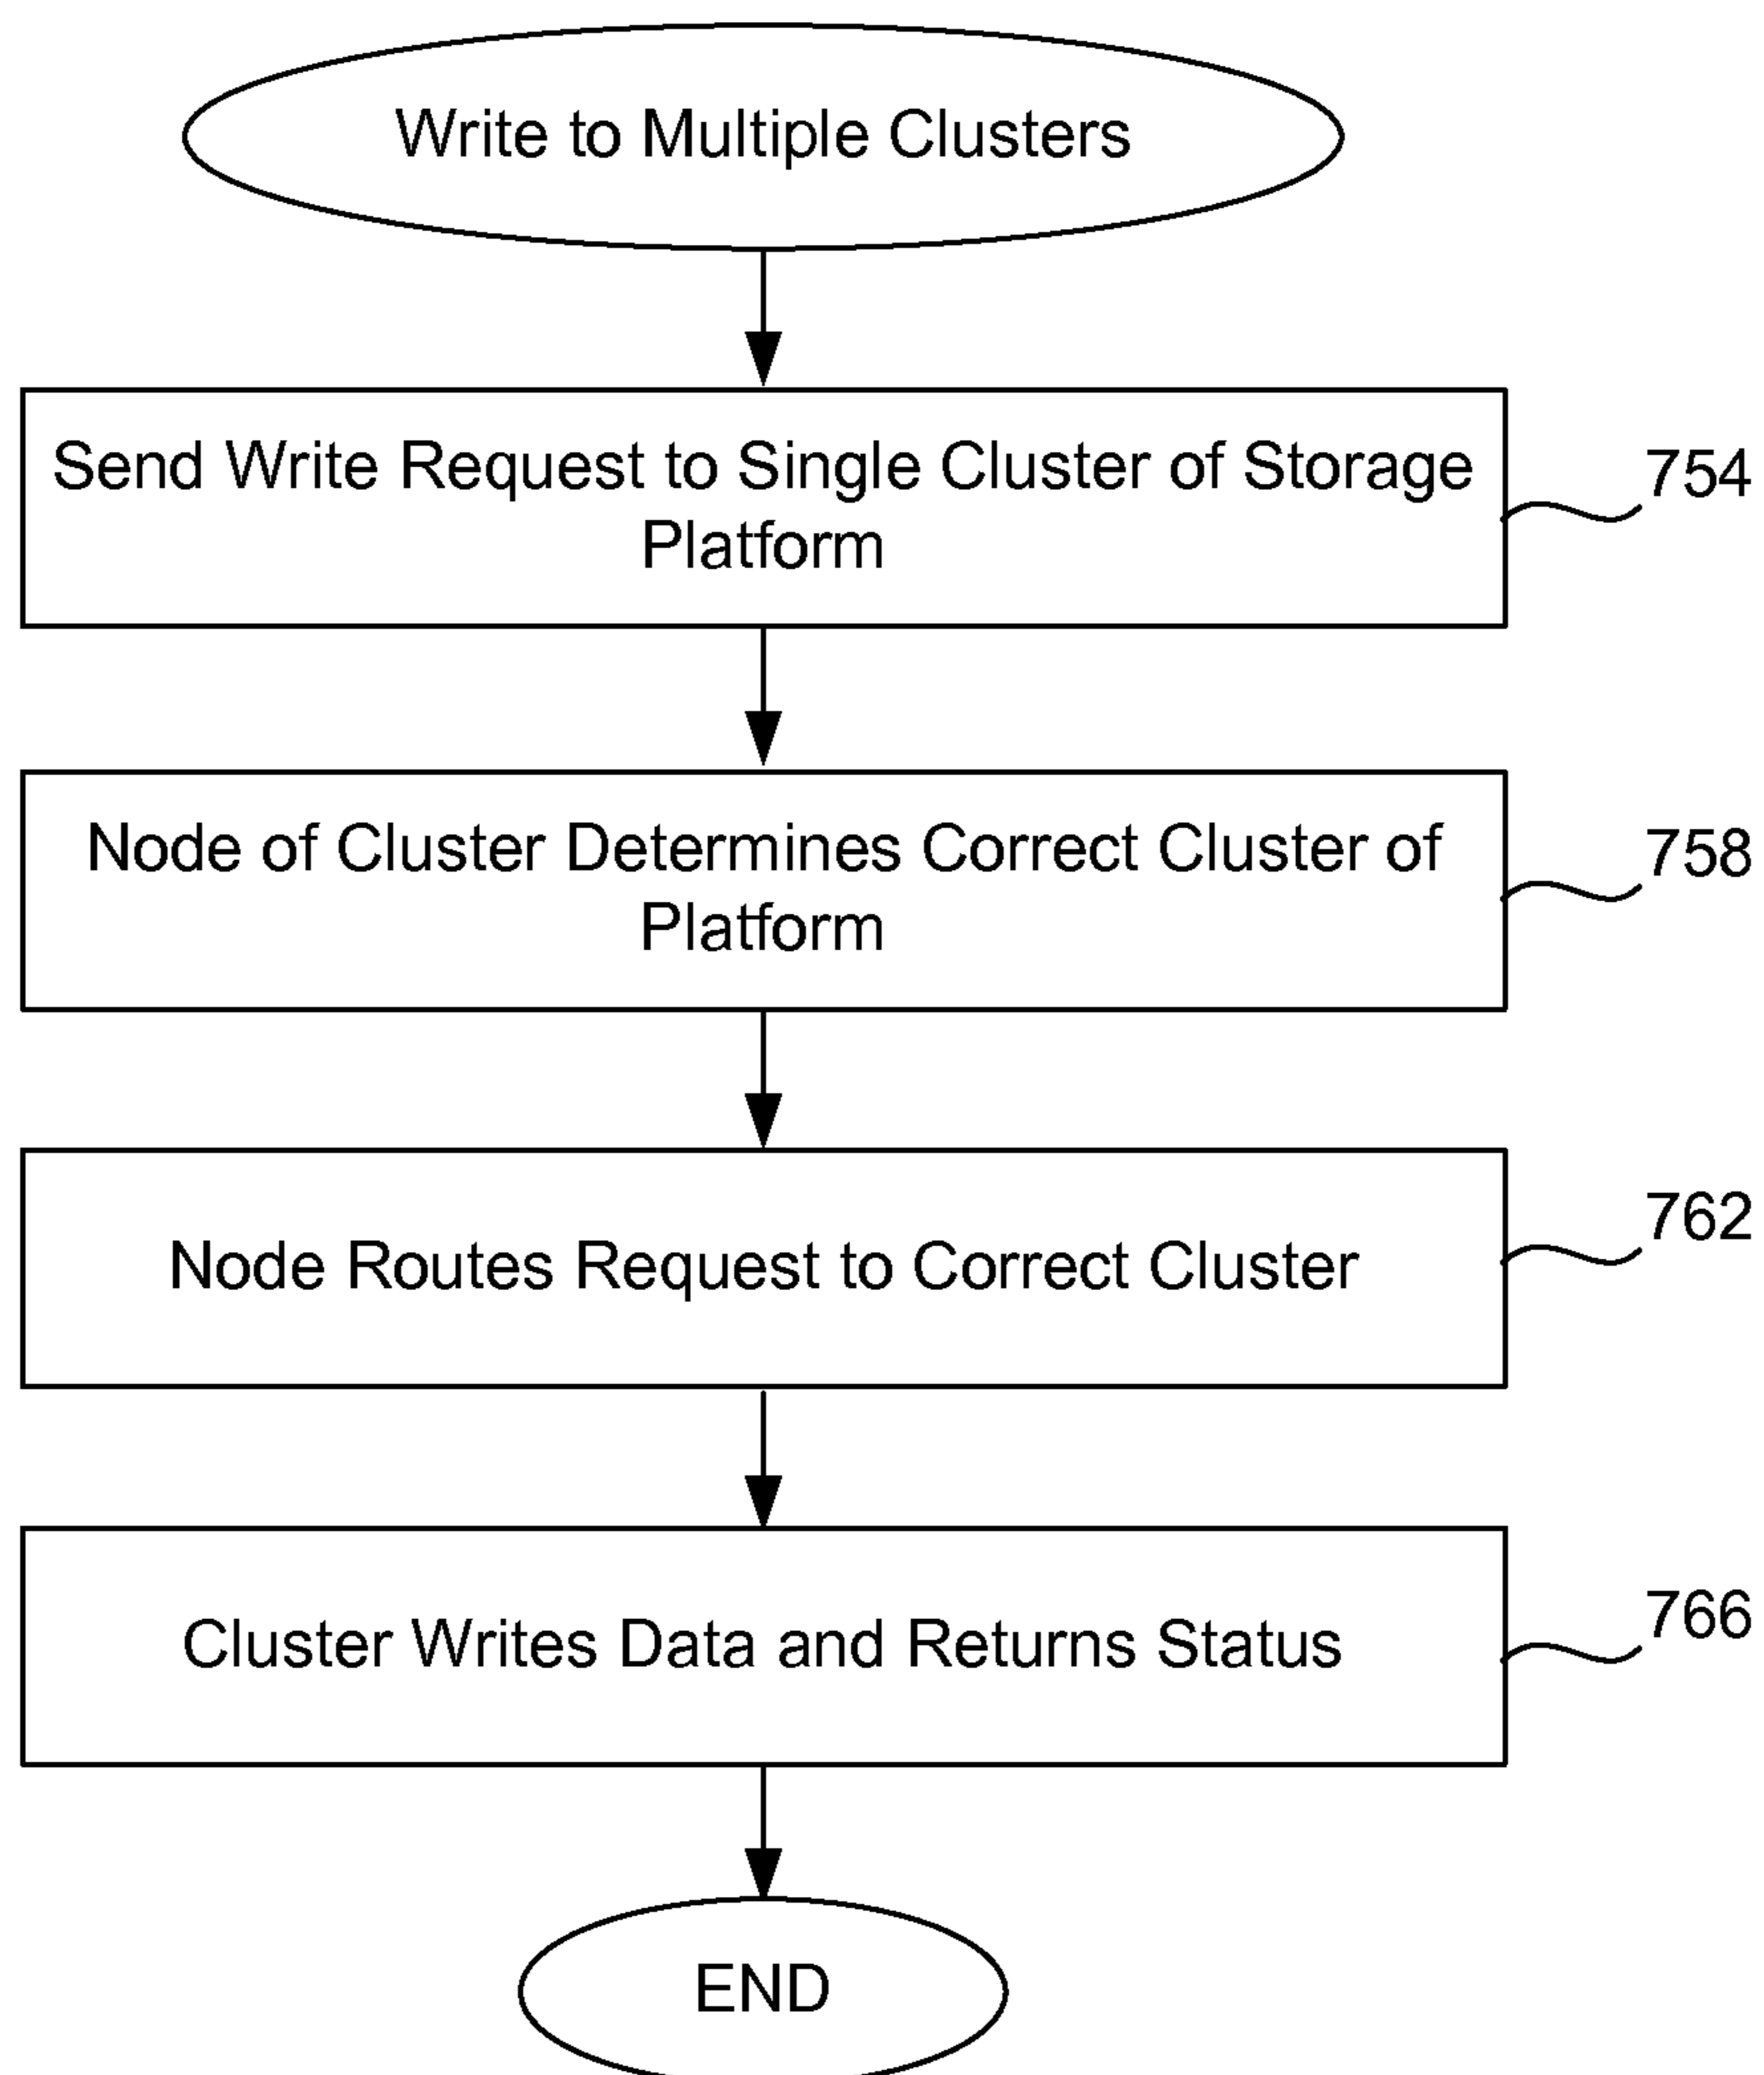 Write to Multiple Clusters
Send Write Request to Single Cluster of Storage
Platform
754
Node of Cluster Determines Correct Cluster of
Platform
758
Node Routes Request to Correct Cluster
762
Cluster Writes Data and Returns Status
766
END